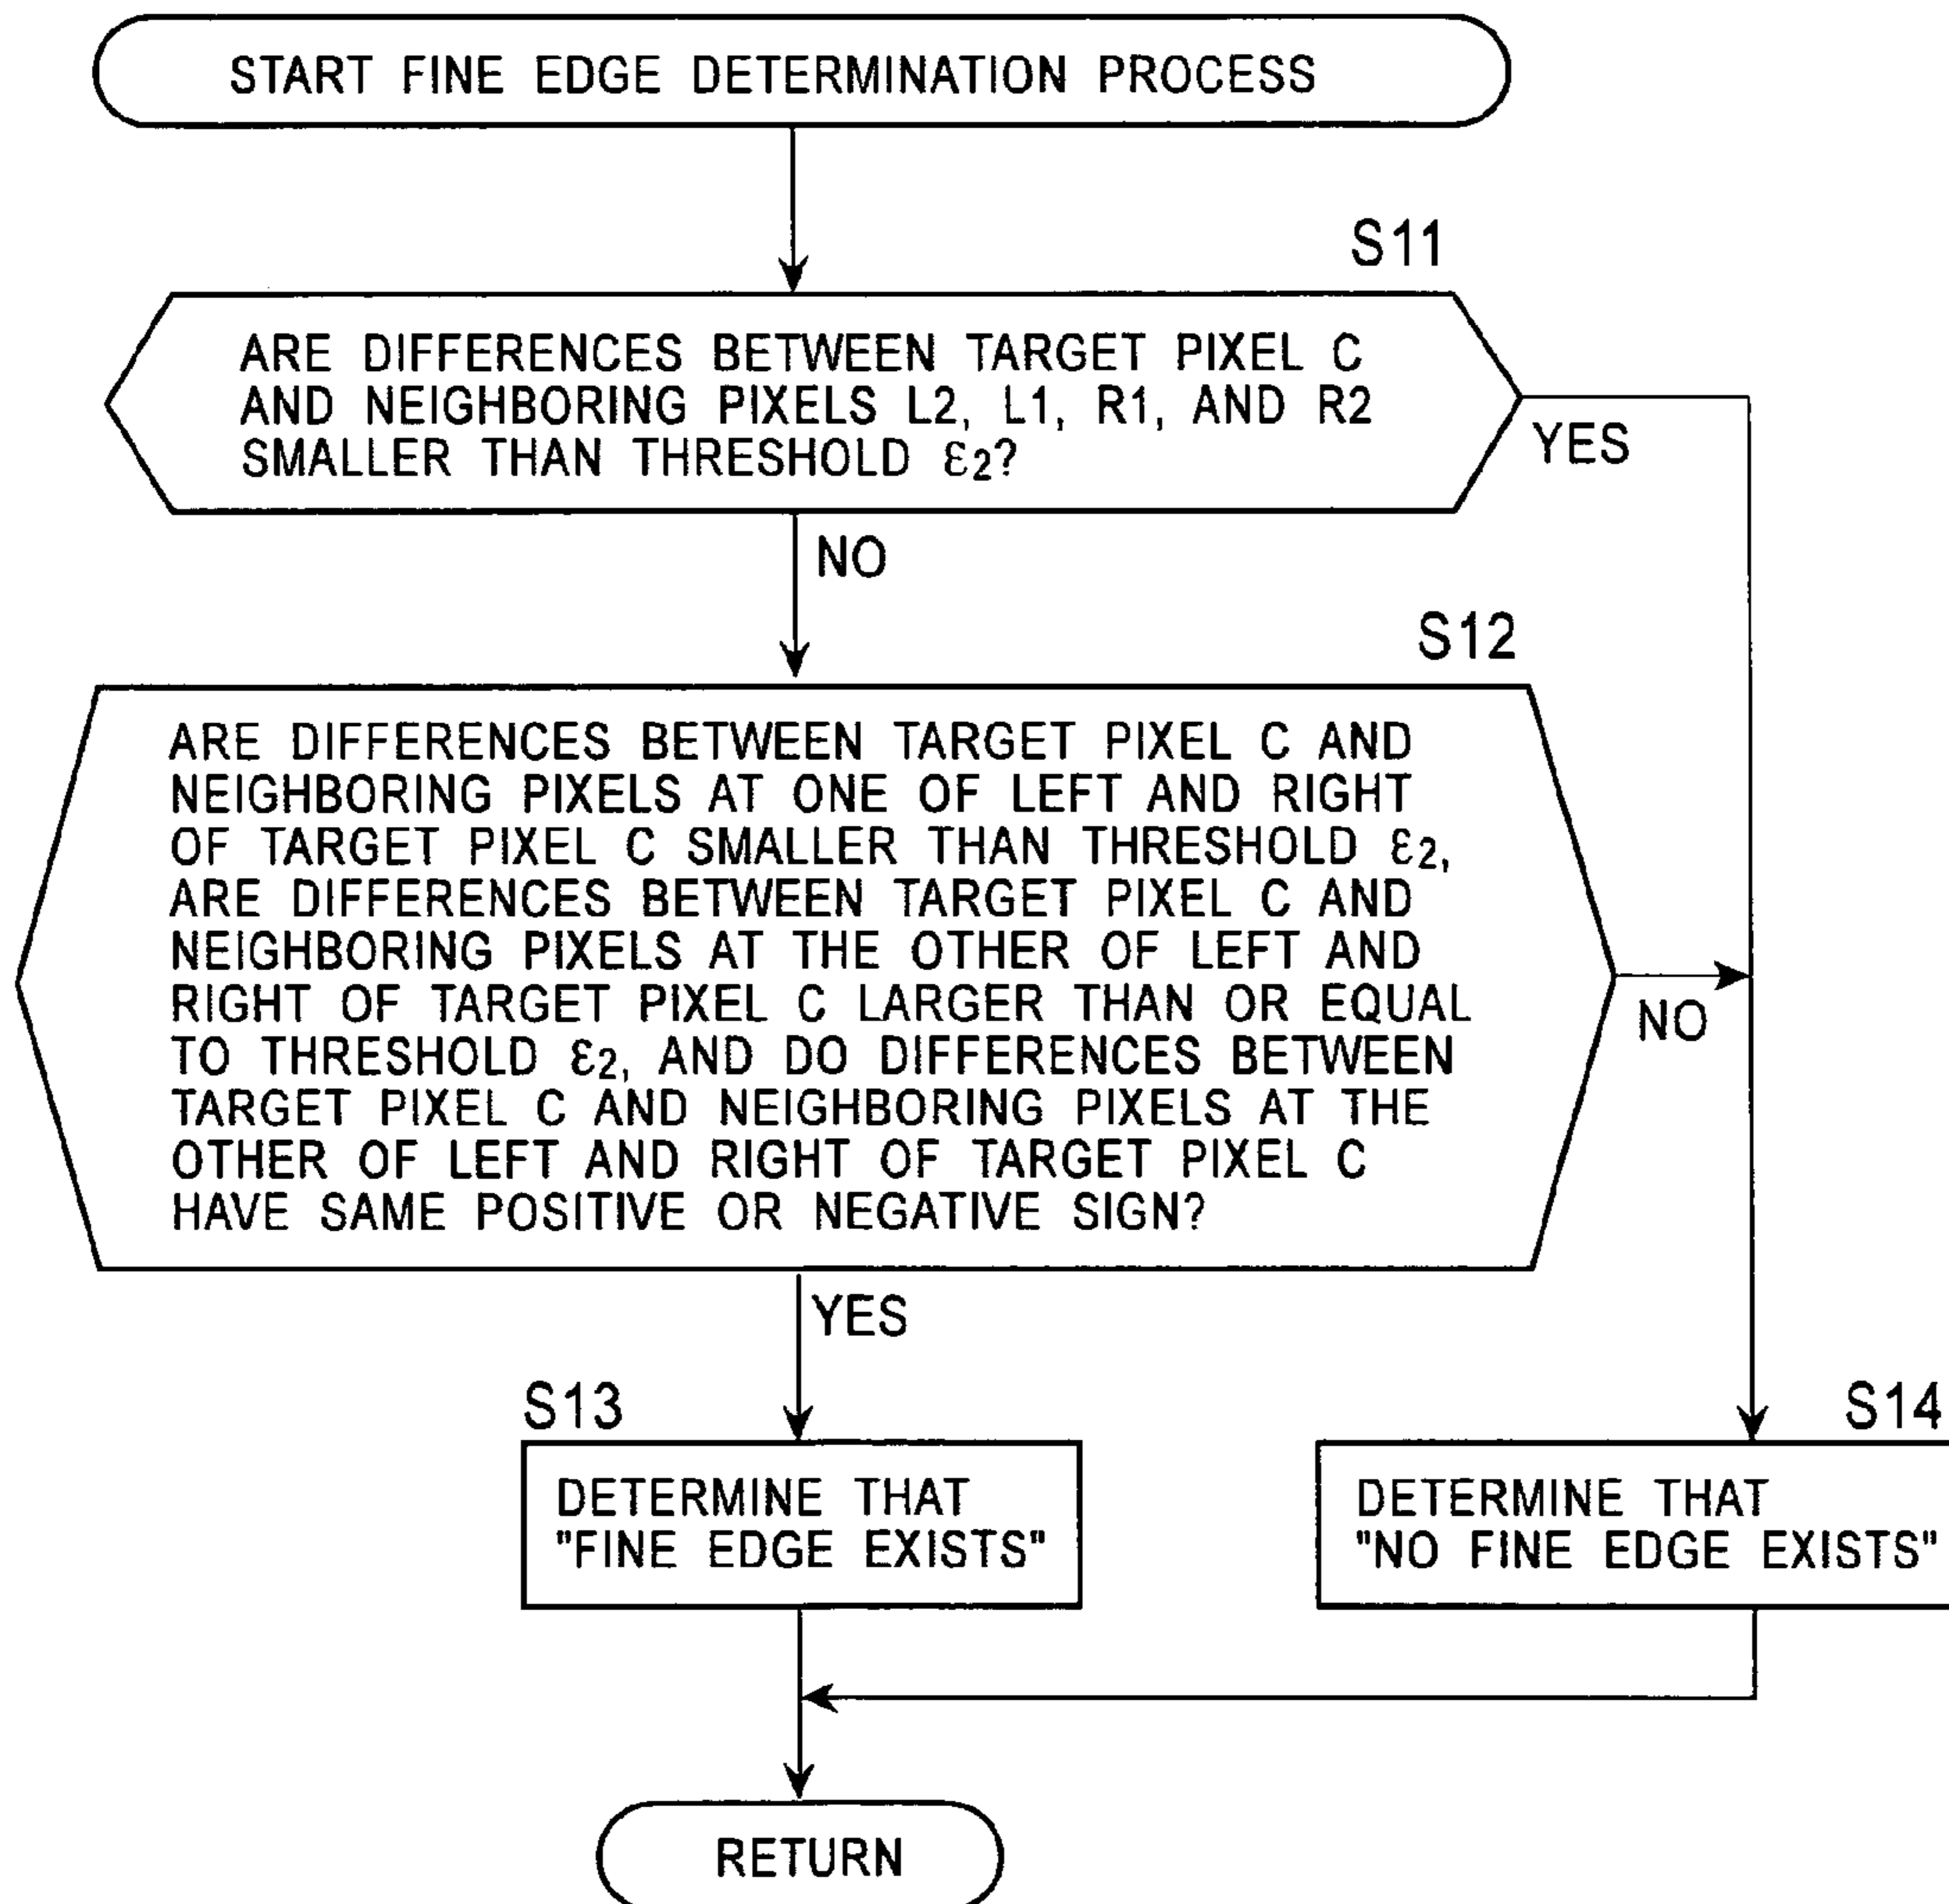 START FINE EDGE DETERMINATION PROCESS
S11
ARE DIFFERENCES BETWEEN TARGET PIXEL C
AND NEIGHBORING PIXELS L2, L1, R1, AND R2
SMALLER THAN THRESHOLD ε2?
YES
NO
S12
ARE DIFFERENCES BETWEEN TARGET PIXEL C AND
NEIGHBORING PIXELS AT ONE OF LEFT AND RIGHT
OF TARGET PIXEL C SMALLER THAN THRESHOLD ε2,
ARE DIFFERENCES BETWEEN TARGET PIXEL C AND
NEIGHBORING PIXELS AT THE OTHER OF LEFT AND
RIGHT OF TARGET PIXEL C LARGER THAN OR EQUAL
TO THRESHOLD ε2, AND DO DIFFERENCES BETWEEN
TARGET PIXEL C AND NEIGHBORING PIXELS AT THE
OTHER OF LEFT AND RIGHT OF TARGET PIXEL C
HAVE SAME POSITIVE OR NEGATIVE SIGN?
NO
YES
S13
DETERMINE THAT
"FINE EDGE EXISTS"
S14
DETERMINE THAT
"NO FINE EDGE EXISTS"
RETURN